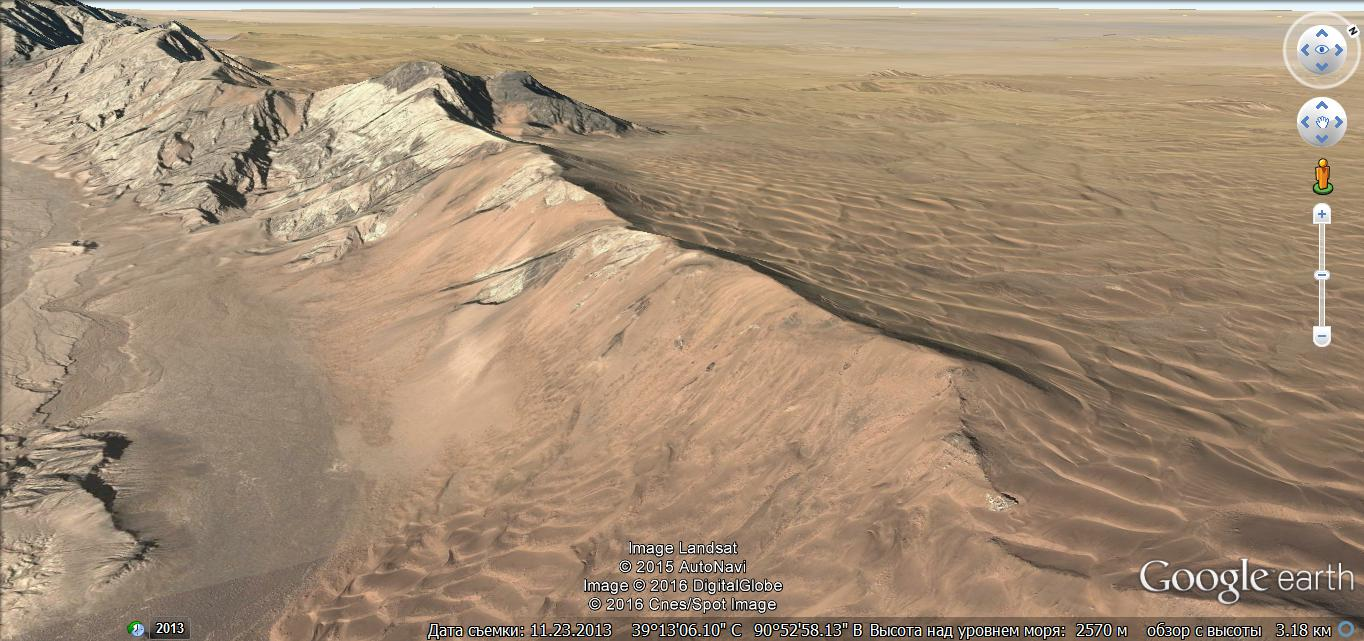 N
Image Landsat
© 2015 AutoNavi
Image © 2016 DigitalGlobe
© 2016 Cnes/Spot Image
Google earth
2013
Дата съемки: 11.23.2013 39°13'06.10" С 90°52'58.13" В Высота над уровнем моря: 2570 м обзор с высоты 3.18 км